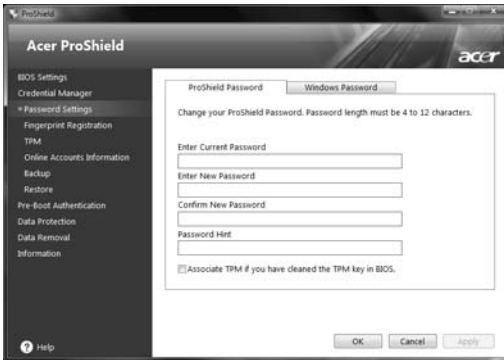 ProShield
Acer ProShield
acer
BIOS Settings
Credential Manager
Password Settings
Fingerprint Registration
TPM
Online Accounts Information
Backup
Restore
Pre-Boot Authentication
Data Protection
Data Removal
Information
Help
ProShield Password
Windows Password
Change your ProShield Password. Password length must be 4 to 12 characters.
Enter Current Password
Enter New Password
Confirm New Password
Password Hint
Associate TPM if you have cleaned the TPM key in BIOS.
OK
Cancel
Apply